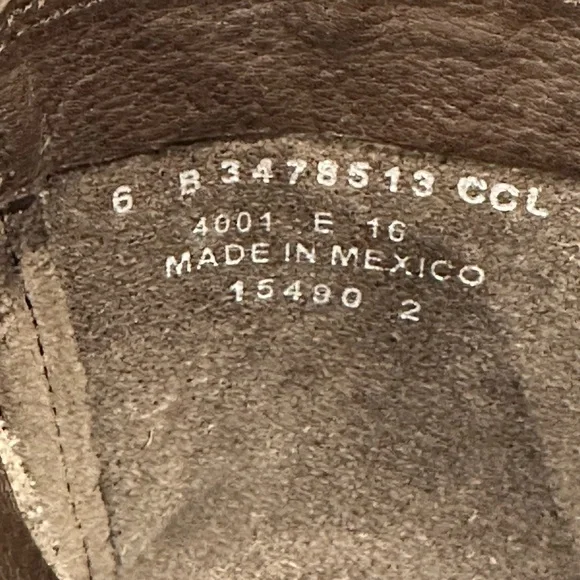 6 B 3478513 CCL
4001 E 16
MADE IN MEXICO
15490 2